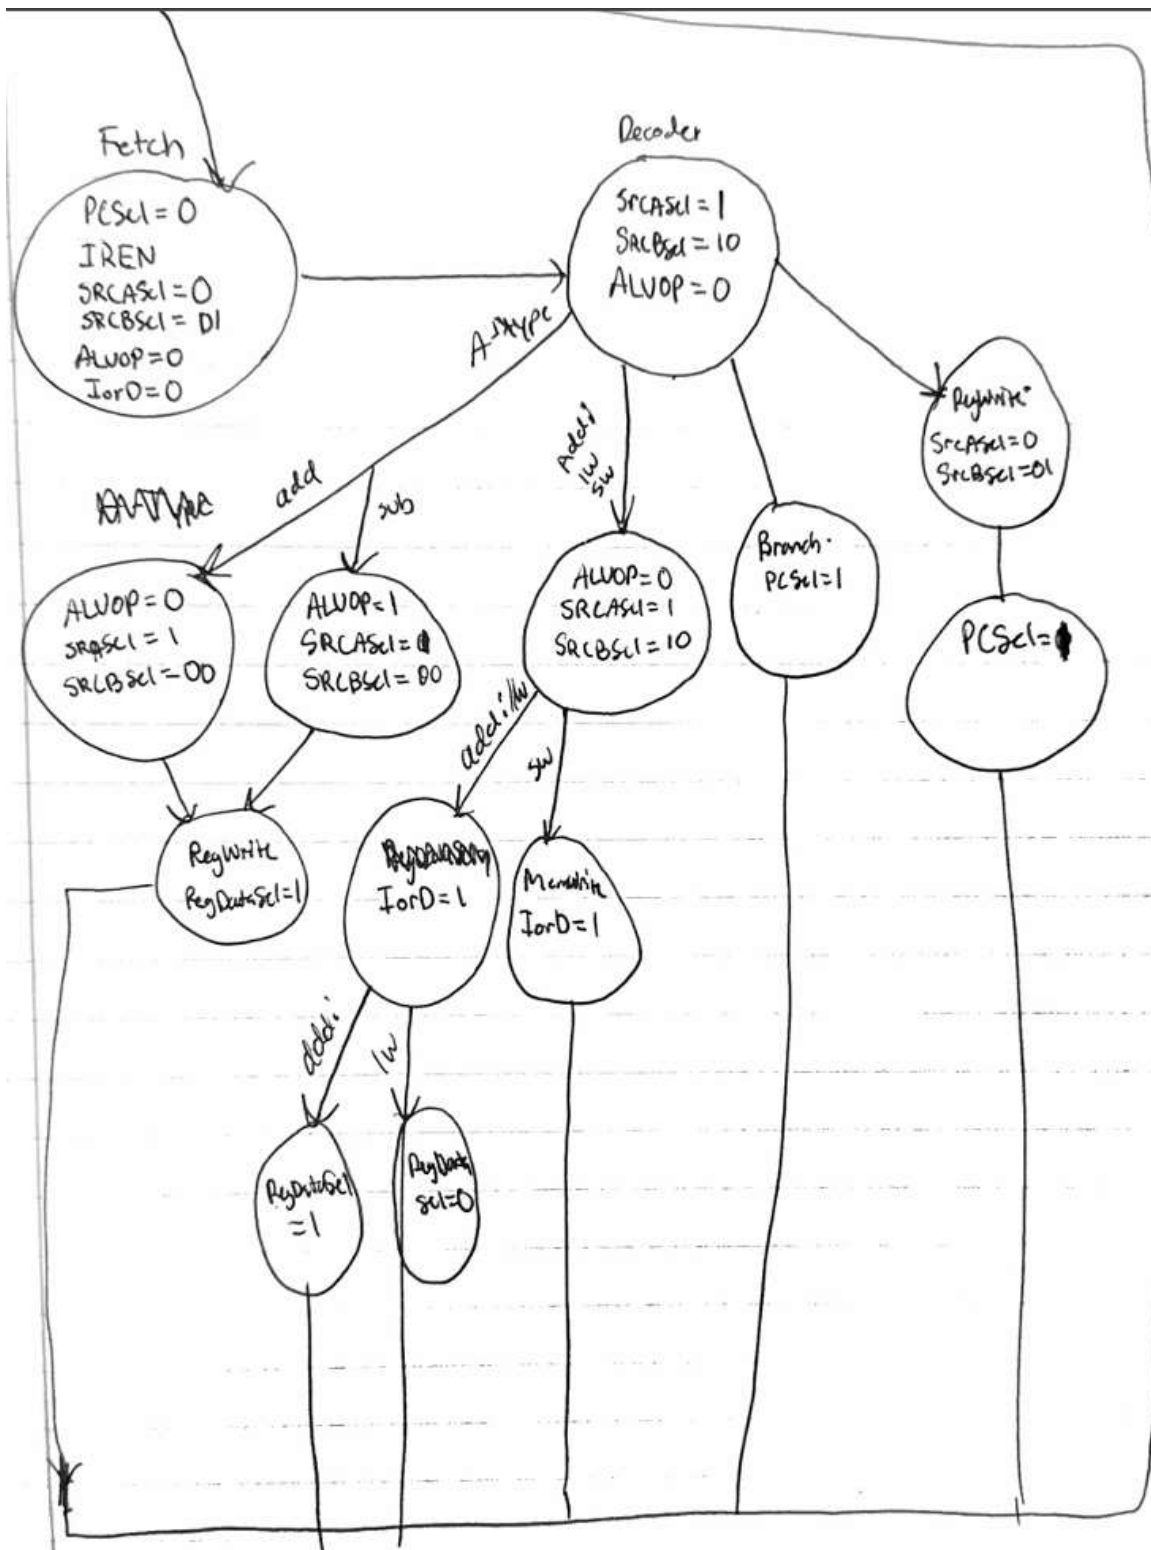 Fetch
PCSel=0
IREN
SRCASel=0
SRCBSel=01
ALUOP=0
IorD=0
Decoder
SrcASel=1
SRCBSel=10
ALUOP=0
add
sub
Addi
lw
sw
RegWrite
SrcASel=0
SrcBSel=01
ALUOP=0
SRASel=1
SRCBSel=00
ALUOP=1
SRCASel=
SRCBSel=00
ALUOP=0
SRCASel=1
SRCBSel=10
Branch
PCSel=1
PCSel=
addi/lw
sw
RegWrite
RegDataSel=1
IorD=1
MemWrite
IorD=1
addi
lw
RegDataSel
=1
RegData
Sel=0